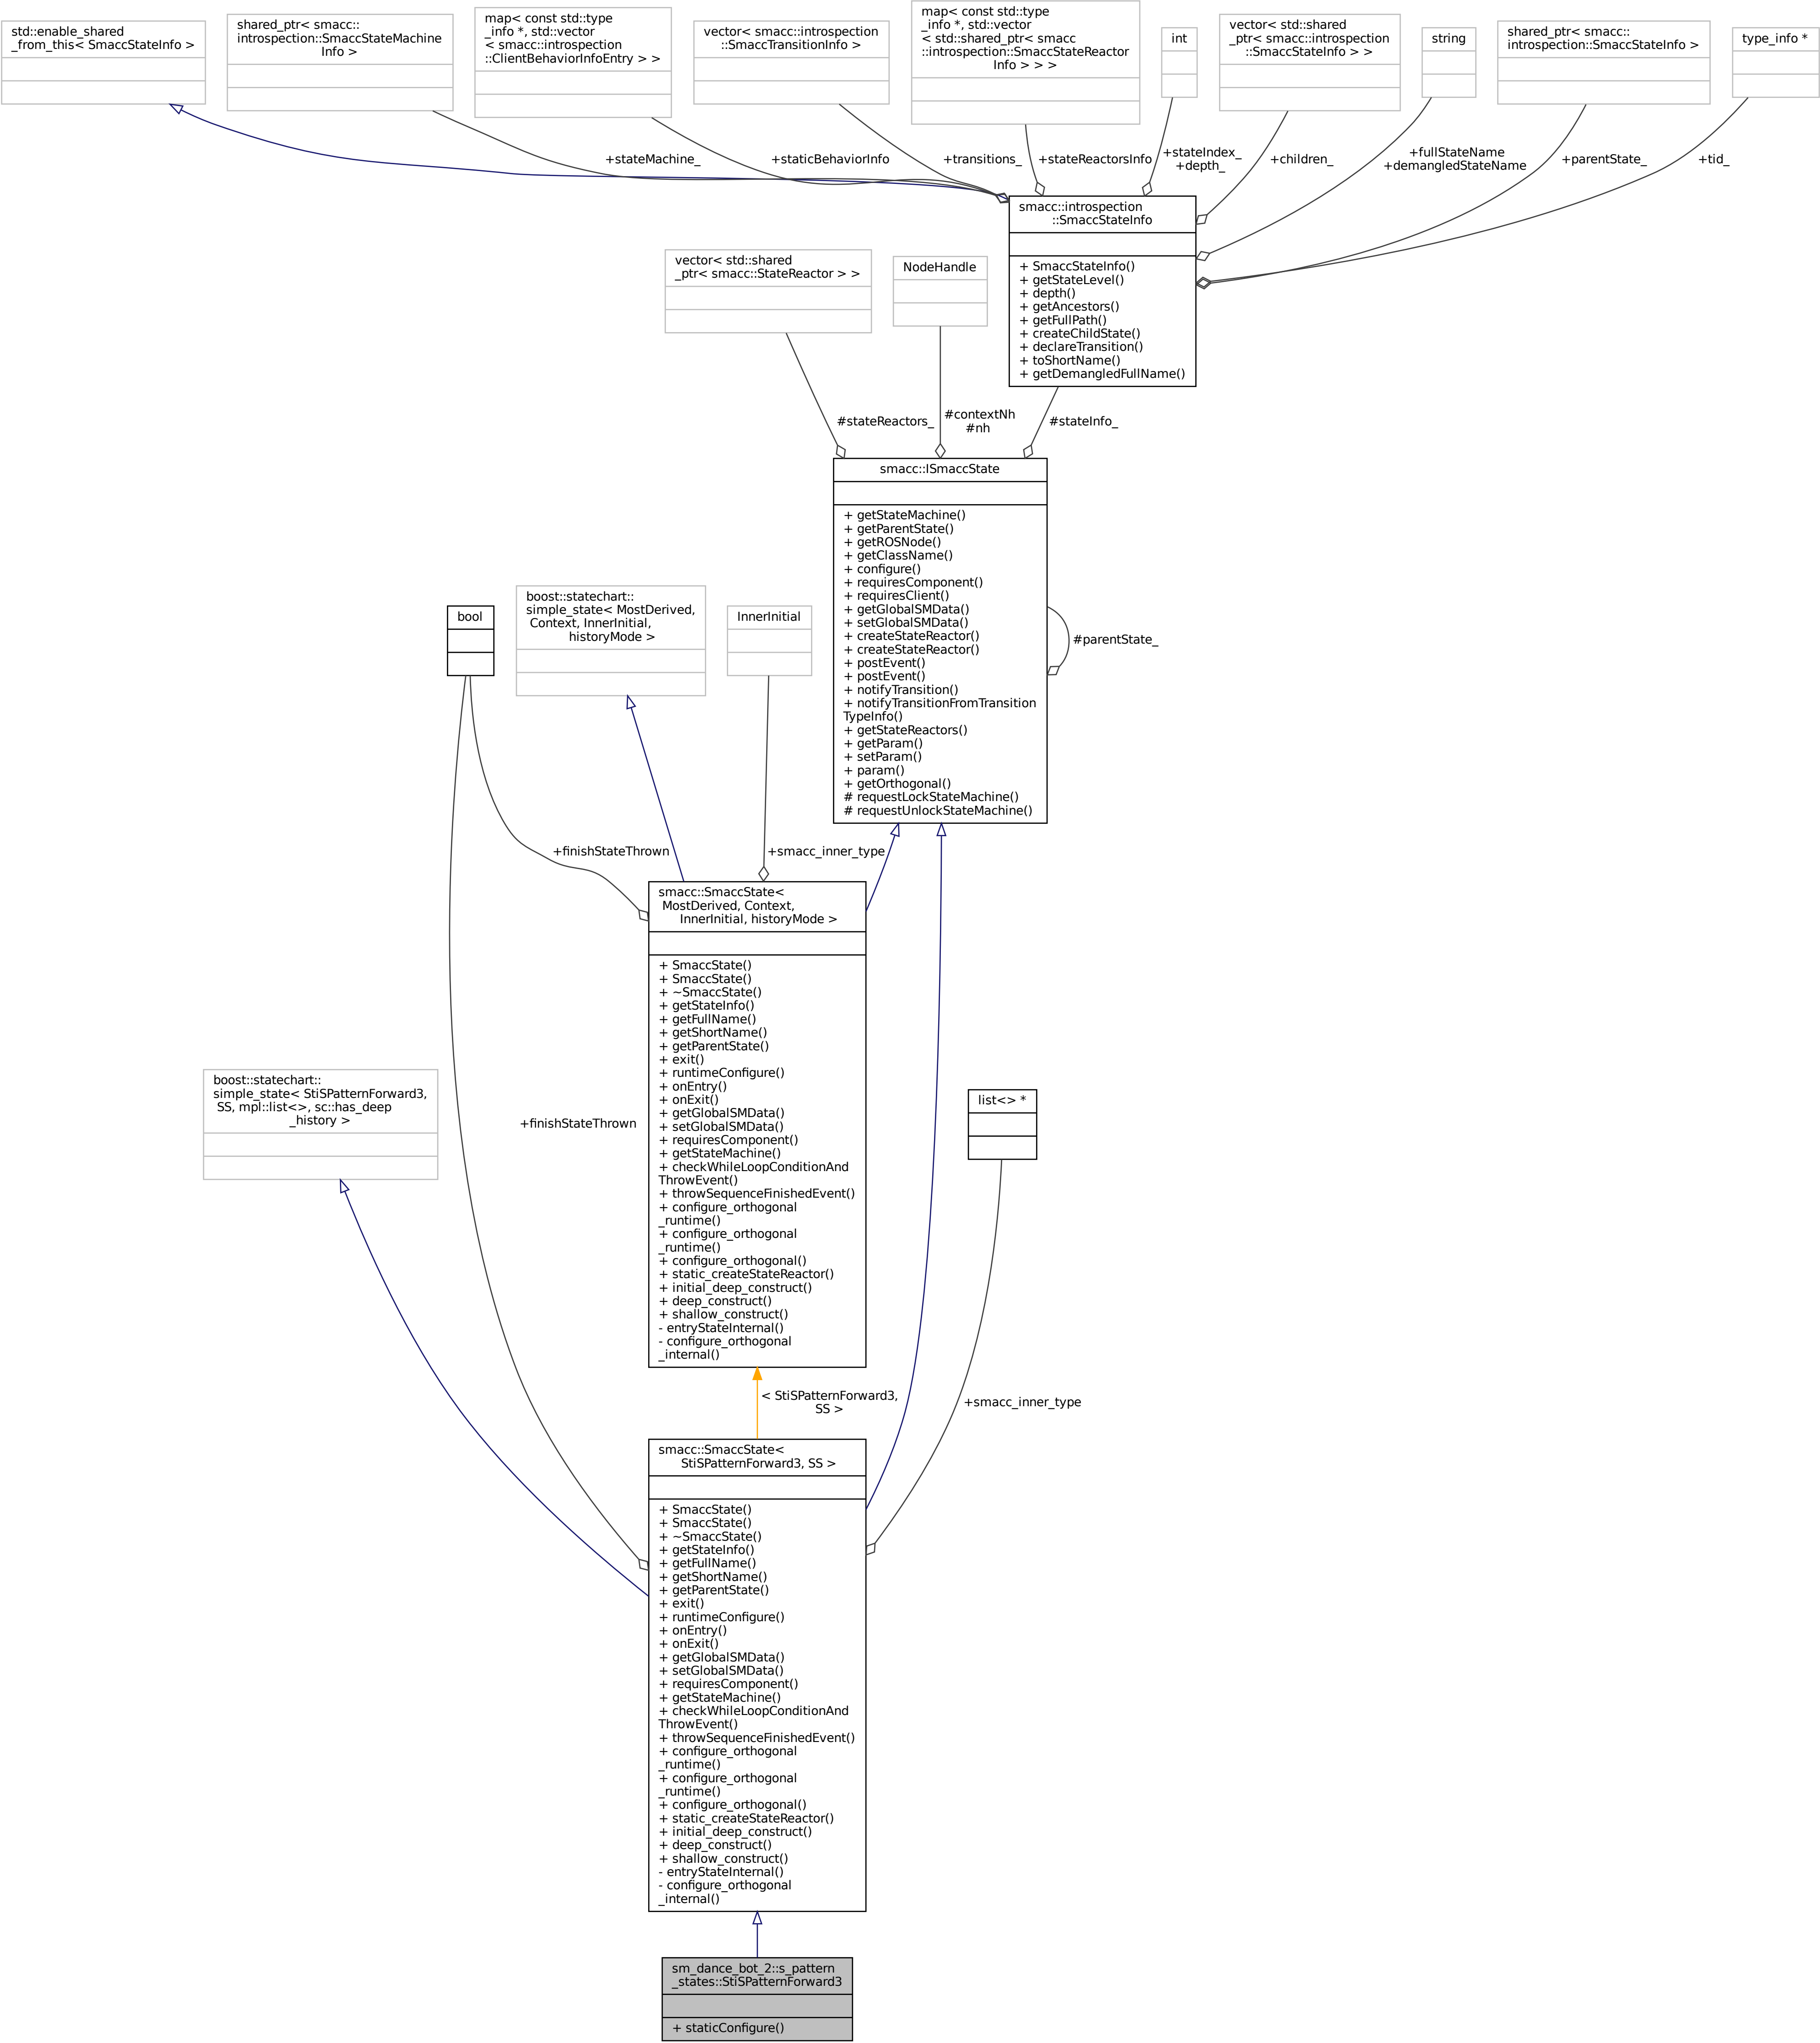 std::enable_shared
_from_this< SmaccStateInfo >
shared_ptr< smacc::
introspection::SmaccStateMachine
Info >
map< const std::type
_info *, std::vector
< smacc::introspection
::ClientBehaviorInfoEntry > >
vector< smacc::introspection
::SmaccTransitionInfo >
map< const std::type
_info *, std::vector
< std::shared_ptr< smacc
::introspection::SmaccStateReactor
Info > > >
int
vector< std::shared
_ptr< smacc::introspection
::SmaccStateInfo > >
string
shared_ptr< smacc::
introspection::SmaccStateInfo >
type_info *
+stateMachine_
+staticBehaviorInfo
+transitions_
+stateReactorsInfo
+stateIndex_
+depth_
+children_
+fullStateName
+demangledStateName
+parentState_
+tid_
smacc::introspection
::SmaccStateInfo
+ SmaccStateInfo()
+ getStateLevel()
+ depth()
+ getAncestors()
+ getFullPath()
+ createChildState()
+ declareTransition()
+ toShortName()
+ getDemangledFullName()
vector< std::shared
_ptr< smacc::StateReactor > >
NodeHandle
#stateReactors_
#contextNh
#nh
#stateInfo_
smacc::ISmaccState
+ getStateMachine()
+ getParentState()
+ getROSNode()
+ getClassName()
+ configure()
+ requiresComponent()
+ requiresClient()
+ getGlobalSMData()
+ setGlobalSMData()
+ createStateReactor()
+ createStateReactor()
+ postEvent()
+ postEvent()
+ notifyTransition()
+ notifyTransitionFromTransition
TypeInfo()
+ getStateReactors()
+ getParam()
+ setParam()
+ param()
+ getOrthogonal()
# requestLockStateMachine()
# requestUnlockStateMachine()
#parentState_
bool
boost::statechart::
simple_state< MostDerived,
Context, InnerInitial,
historyMode >
InnerInitial
+finishStateThrown
+smacc_inner_type
smacc::SmaccState<
MostDerived, Context,
InnerInitial, historyMode >
+ SmaccState()
+ SmaccState()
+ ~SmaccState()
+ getStateInfo()
+ getFullName()
+ getShortName()
+ getParentState()
+ exit()
+ runtimeConfigure()
+ onEntry()
+ onExit()
+ getGlobalSMData()
+ setGlobalSMData()
+ requiresComponent()
+ getStateMachine()
+ checkWhileLoopConditionAnd
ThrowEvent()
+ throwSequenceFinishedEvent()
+ configure_orthogonal
_runtime()
+ configure_orthogonal
_runtime()
+ configure_orthogonal()
+ static_createStateReactor()
+ initial_deep_construct()
+ deep_construct()
+ shallow_construct()
- entryStateInternal()
- configure_orthogonal
_internal()
boost::statechart::
simple_state< StiSPatternForward3,
SS, mpl::list<>, sc::has_deep
_history >
+finishStateThrown
list<> *
< StiSPatternForward3,
SS >
+smacc_inner_type
smacc::SmaccState<
StiSPatternForward3, SS >
+ SmaccState()
+ SmaccState()
+ ~SmaccState()
+ getStateInfo()
+ getFullName()
+ getShortName()
+ getParentState()
+ exit()
+ runtimeConfigure()
+ onEntry()
+ onExit()
+ getGlobalSMData()
+ setGlobalSMData()
+ requiresComponent()
+ getStateMachine()
+ checkWhileLoopConditionAnd
ThrowEvent()
+ throwSequenceFinishedEvent()
+ configure_orthogonal
_runtime()
+ configure_orthogonal
_runtime()
+ configure_orthogonal()
+ static_createStateReactor()
+ initial_deep_construct()
+ deep_construct()
+ shallow_construct()
- entryStateInternal()
- configure_orthogonal
_internal()
sm_dance_bot_2::s_pattern
_states::StiSPatternForward3
+ staticConfigure()